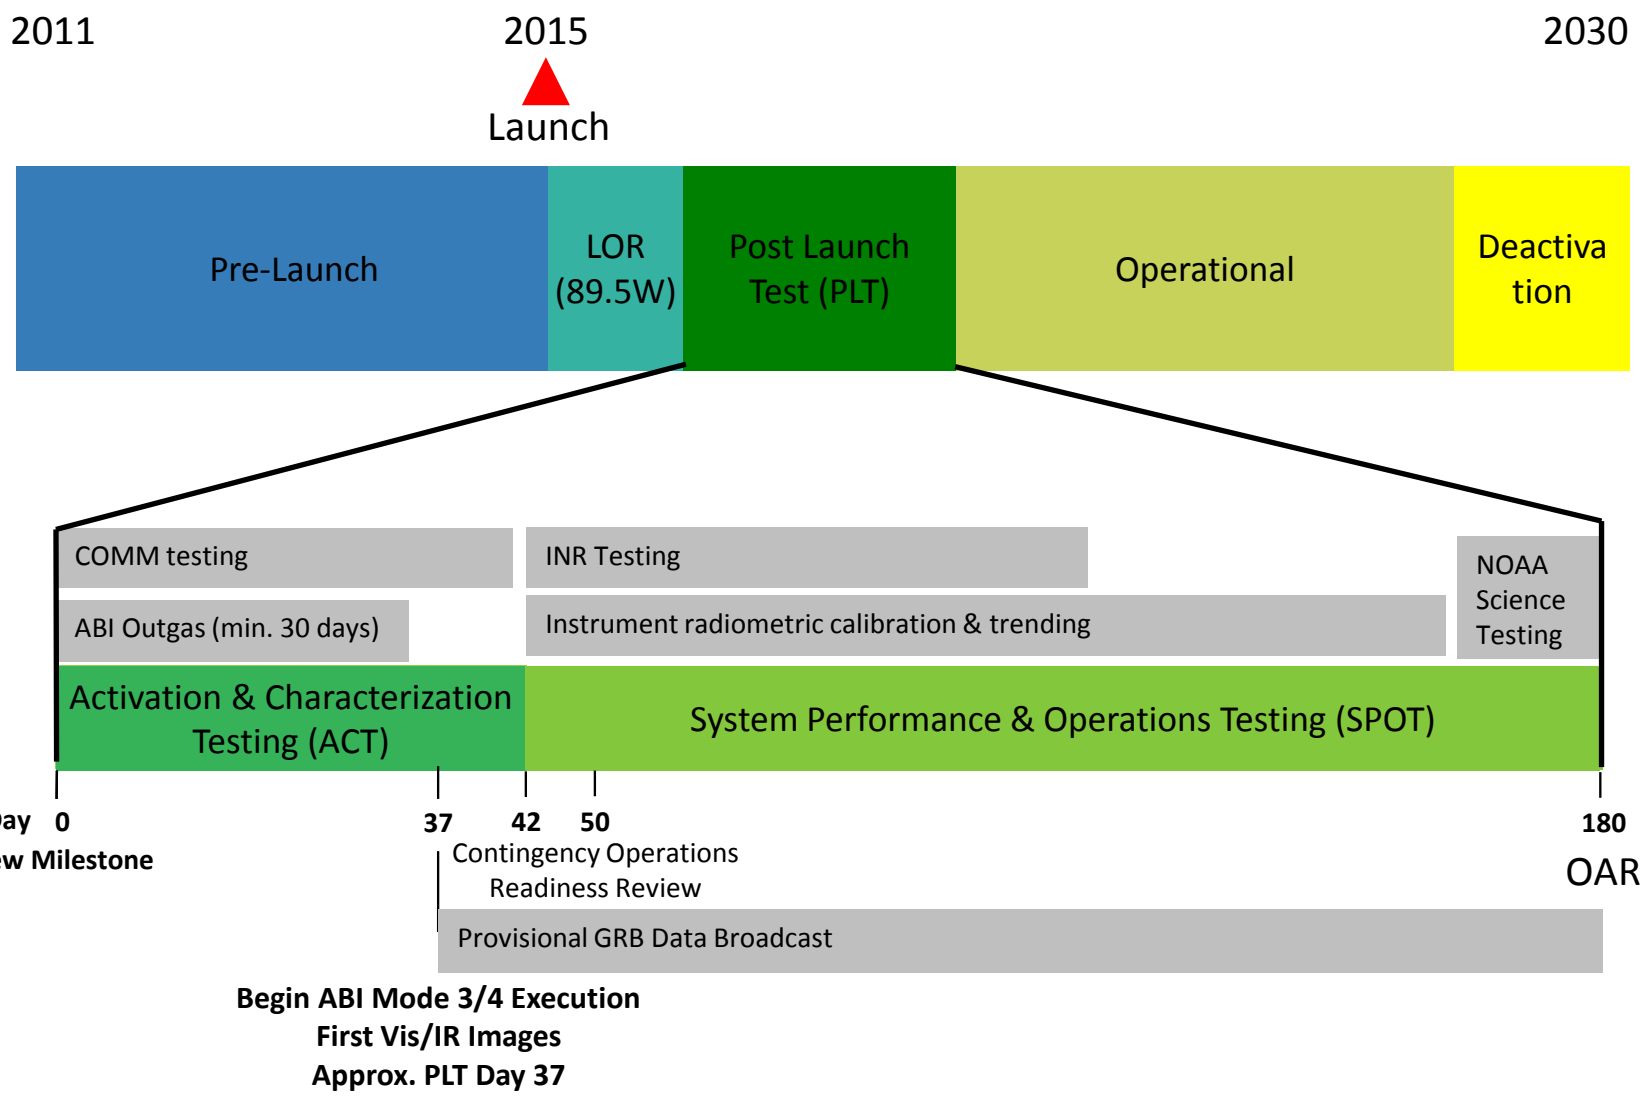 2011
2015
2030
Launch
Pre-Launch
LOR
(89.5W)
Post Launch
Test (PLT)
Operational
Deactiva
tion
COMM testing
INR Testing
NOAA
Science
Testing
ABI Outgas (min. 30 days)
Instrument radiometric calibration & trending
Activation & Characterization
Testing (ACT)
System Performance & Operations Testing (SPOT)
ay 0 37 42 50 180
ew Milestone
Contingency Operations
Readiness Review
OAR
Provisional GRB Data Broadcast
Begin ABI Mode 3/4 Execution
First Vis/IR Images
Approx. PLT Day 37